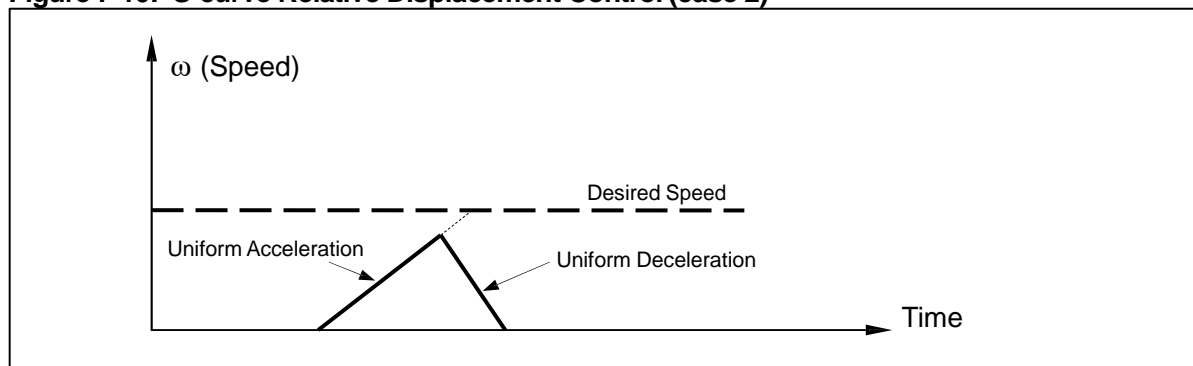 ω (Speed)
Desired Speed
Uniform Acceleration
Uniform Deceleration
Time